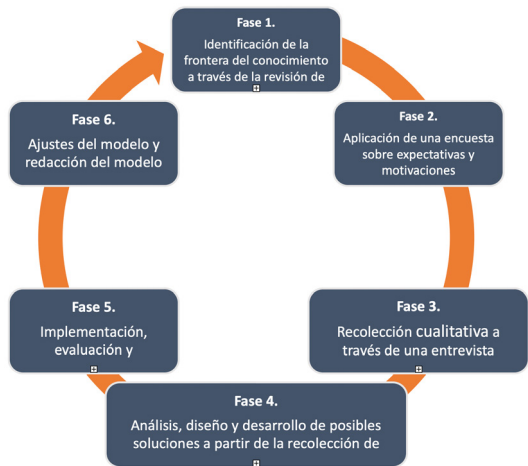 Fase 1.
Identificación de la
frontera del conocimiento
a través de la revisión de
Fase 2.
Aplicación de una encuesta
sobre expectativas y
motivaciones
Fase 3.
Recolección cualitativa a
través de una entrevista
Fase 4.
Análisis, diseño y desarrollo de posibles
soluciones a partir de la recolección de
Fase 5.
Implementación,
evaluación y
Fase 6.
Ajustes del modelo y
redacción del modelo